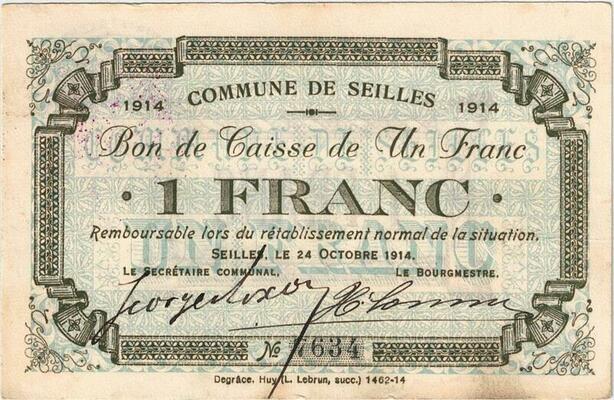 COMMUNE DE SEILLES
1914 1914
Bon de Caisse de Un Franc
· 1 FRANC ·
Remboursable lors du rétablissement normal de la situation.
SEILLES, LE 24 OCTOBRE 1914.
LE SECRÉTAIRE COMMUNAL, LE BOURGMESTRE.
No 7634
Degrâce, Huy (L. Lebrun, succ.) 1462-14